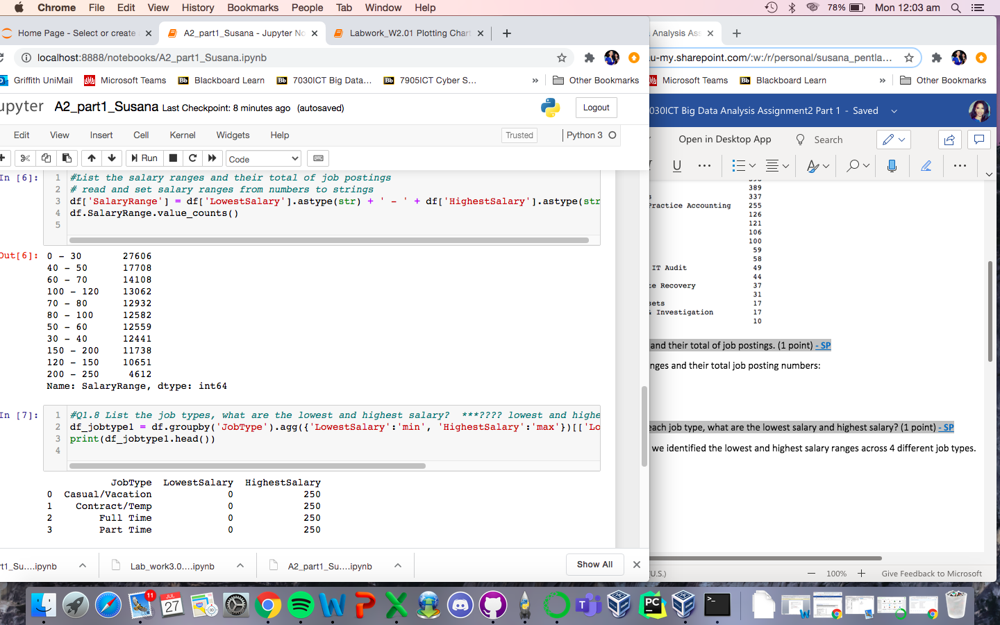 Chrome File Edit View History Bookmarks People Tab Window Help 78% Mon 12:03 am
Home Page - Select or create
A2_part1_Susana - Jupyter No
Labwork_W2.01 Plotting Char
localhost:8888/notebooks/A2_part1_Susana.ipynb
Griffith UniMail Microsoft Teams Blackboard Learn 7030ICT Big Data... 7905ICT Cyber S... » Other Bookmarks
upyter A2_part1_Susana Last Checkpoint: 8 minutes ago (autosaved) Logout
Edit View Insert Cell Kernel Widgets Help Trusted Python 3
Run Code
In [6]:
1 #List the salary ranges and their total of job postings
2 # read and set salary ranges from numbers to strings
3 df['SalaryRange'] = df['LowestSalary'].astype(str) + ' - ' + df['HighestSalary'].astype(str
4 df.SalaryRange.value_counts()
5
Out[6]:
0 - 30 27606
40 - 50 17708
60 - 70 14108
100 - 120 13062
70 - 80 12932
80 - 100 12582
50 - 60 12559
30 - 40 12441
150 - 200 11738
120 - 150 10651
200 - 250 4612
Name: SalaryRange, dtype: int64
In [7]:
1 #Q1.8 List the job types, what are the lowest and highest salary? ***???? lowest and highe
2 df_jobtype1 = df.groupby('JobType').agg({'LowestSalary':'min', 'HighestSalary':'max'})[['Lo
3 print(df_jobtype1.head())
4
JobType LowestSalary HighestSalary
0 Casual/Vacation 0 250
1 Contract/Temp 0 250
2 Full Time 0 250
3 Part Time 0 250
rt1_Su....ipynb
Lab_work3.0....ipynb
A2_part1_Su....ipynb
Show All
Analysis Ass
u-my.sharepoint.com/:w:/r/personal/susana_pentla...
Microsoft Teams Blackboard Learn » Other Bookmarks
030ICT Big Data Analysis Assignment2 Part 1 - Saved
Open in Desktop App Search
389
s 337
Practice Accounting 255
126
121
106
100
59
58
IT Audit 49
44
te Recovery 37
31
sets 17
& Investigation 17
10
and their total of job postings. (1 point) - SP
nges and their total job posting numbers:
each job type, what are the lowest salary and highest salary? (1 point) - SP
we identified the lowest and highest salary ranges across 4 different job types.
U.S.) 100% Give Feedback to Microsoft
11
JUL
27
PC
>_